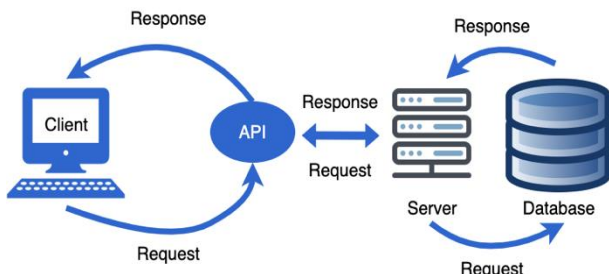 Response
Response
Client
API
Response
Request
Server
Database
Request
Request